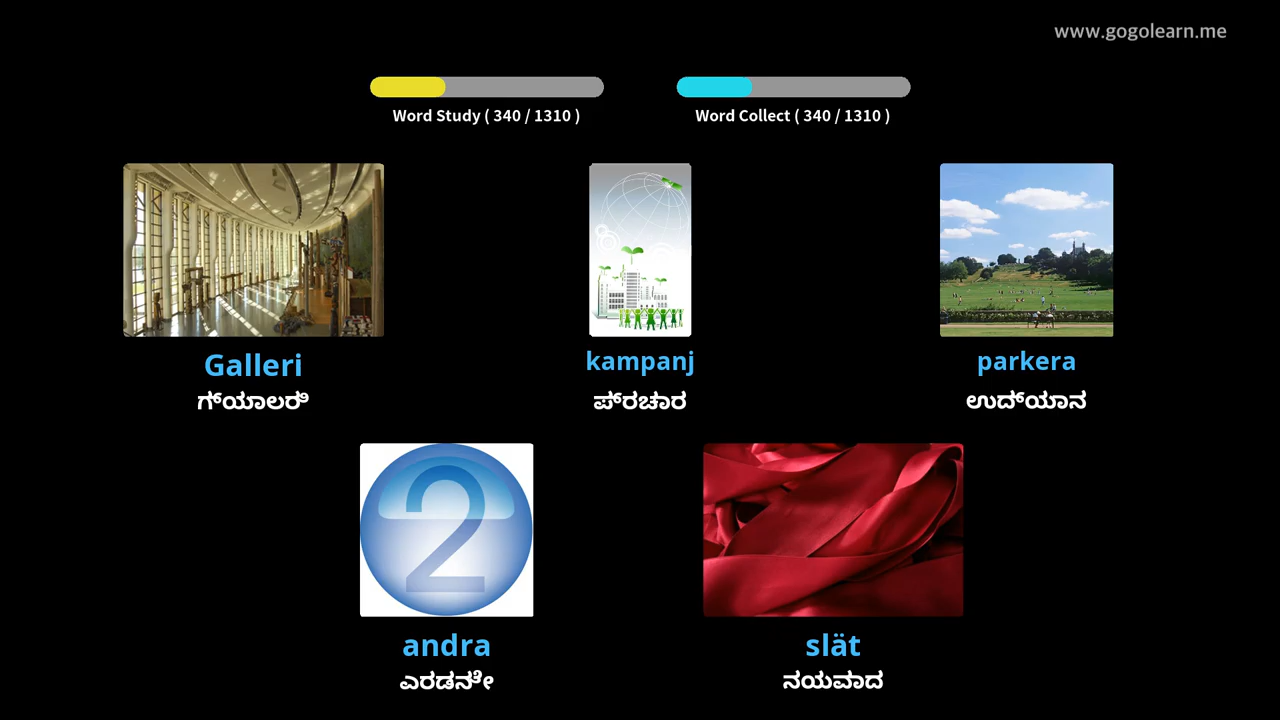 www.gogolearn.me
Word Study ( 340 / 1310 )
Word Collect ( 340 / 1310 )
Galleri
ಗ್ಯಾಲರಿ
kampanj
ಪ್ರಚಾರ
parkera
ಉದ್ಯಾನ
2
andra
ಎರಡನೇ
slät
ನಯವಾದ